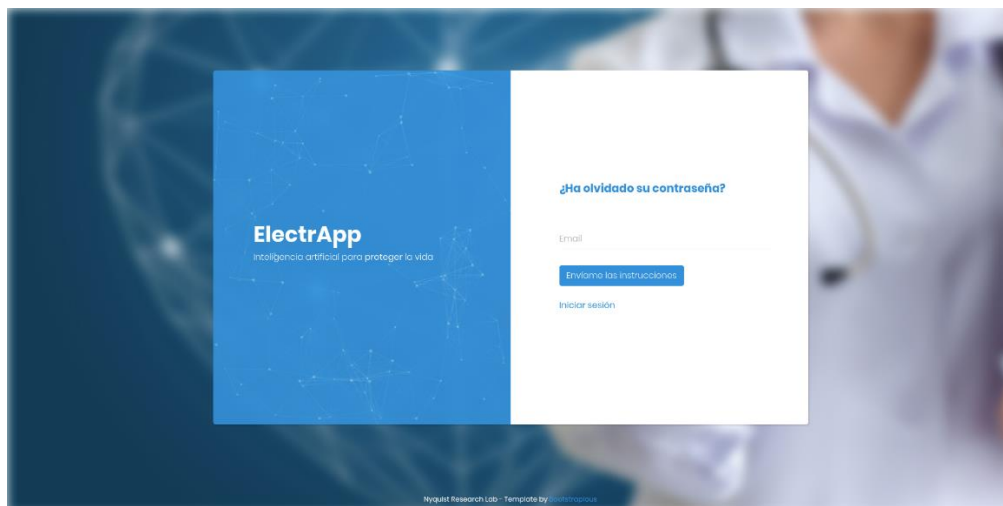 ¿Ha olvidado su contraseña?
ElectrApp
Inteligencia artificial para proteger la vida
Email
Envíame las instrucciones
Iniciar sesión
Nyquist Research Lab - Template by Bootstrapious